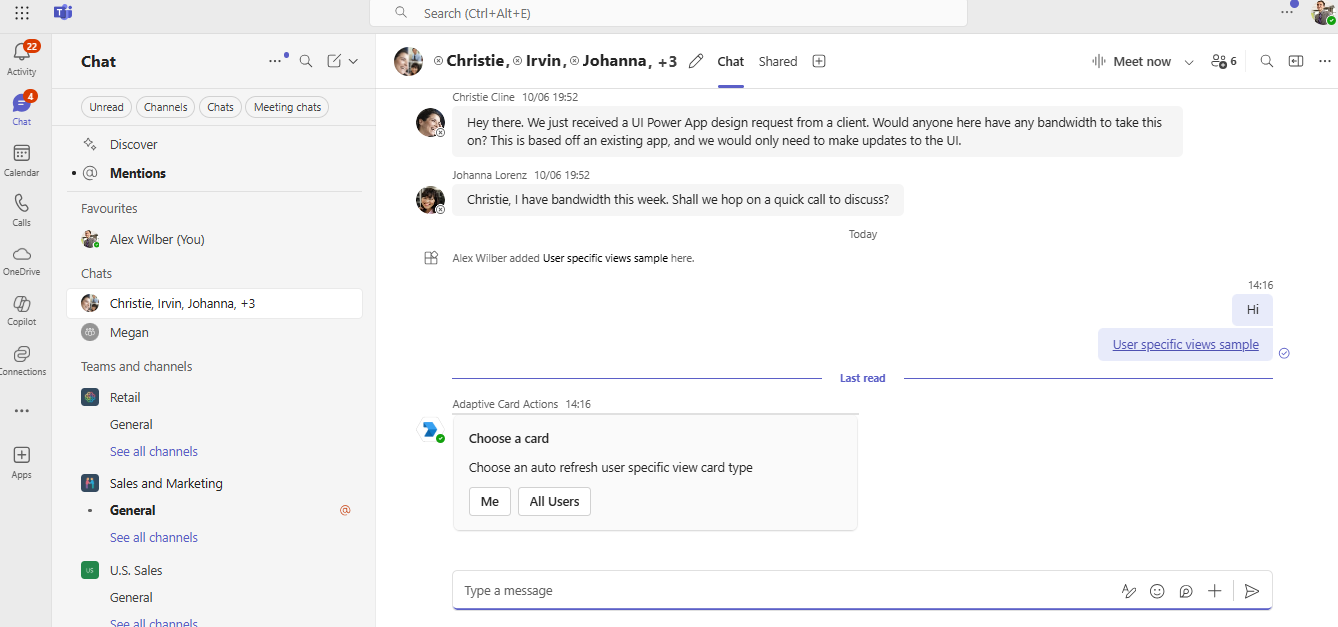 Search (Ctrl+Alt+E)
22
Activity
4
Chat
Calendar
Calls
OneDrive
Copilot
Connections
Apps
Chat
Unread
Channels
Chats
Meeting chats
Discover
Mentions
Favourites
Alex Wilber (You)
Chats
Christie, Irvin, Johanna, +3
Megan
Teams and channels
Retail
General
See all channels
Sales and Marketing
General @
See all channels
US U.S. Sales
General
See all channels
Christie, Irvin, Johanna, +3
Chat
Shared
Meet now
6
Christie Cline 10/06 19:52
Hey there. We just received a UI Power App design request from a client. Would anyone here have any bandwidth to take this
on? This is based off an existing app, and we would only need to make updates to the UI.
Johanna Lorenz 10/06 19:52
Christie, I have bandwidth this week. Shall we hop on a quick call to discuss?
Today
Alex Wilber added User specific views sample here.
14:16
Hi
User specific views sample
Last read
Adaptive Card Actions 14:16
Choose a card
Choose an auto refresh user specific view card type
Me
All Users
Type a message